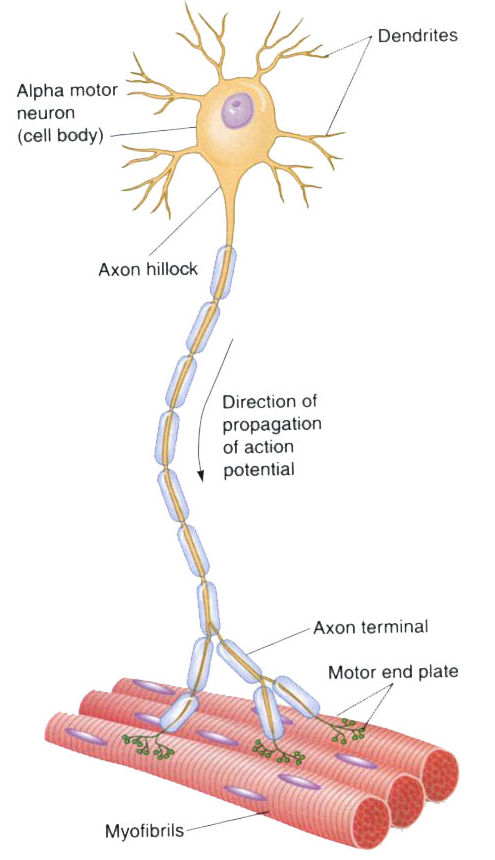 Dendrites
Alpha motor
neuron
(cell body)
Axon hillock
Direction of
propagation
of action
potential
Axon terminal
Motor end plate
Myofibrils